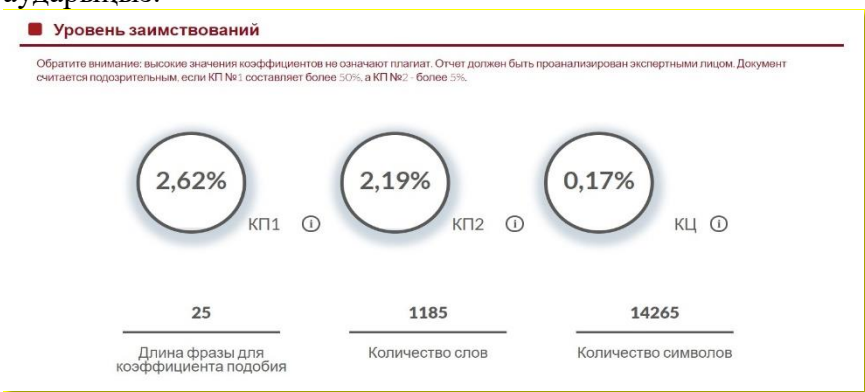 аударыңыз.
Уровень заимствований
Обратите внимание: высокие значения коэффициентов не означают плагиат. Отчет должен быть проанализирован экспертными лицом. Документ
считается подозрительным, если КП №1 составляет более 50%, а КП №2 - более 5%.
2,62% 2,19% 0,17%
КП1 КП2 КЦ
25 1185 14265
Длина фразы для Количество слов Количество символов
коэффициента подобия